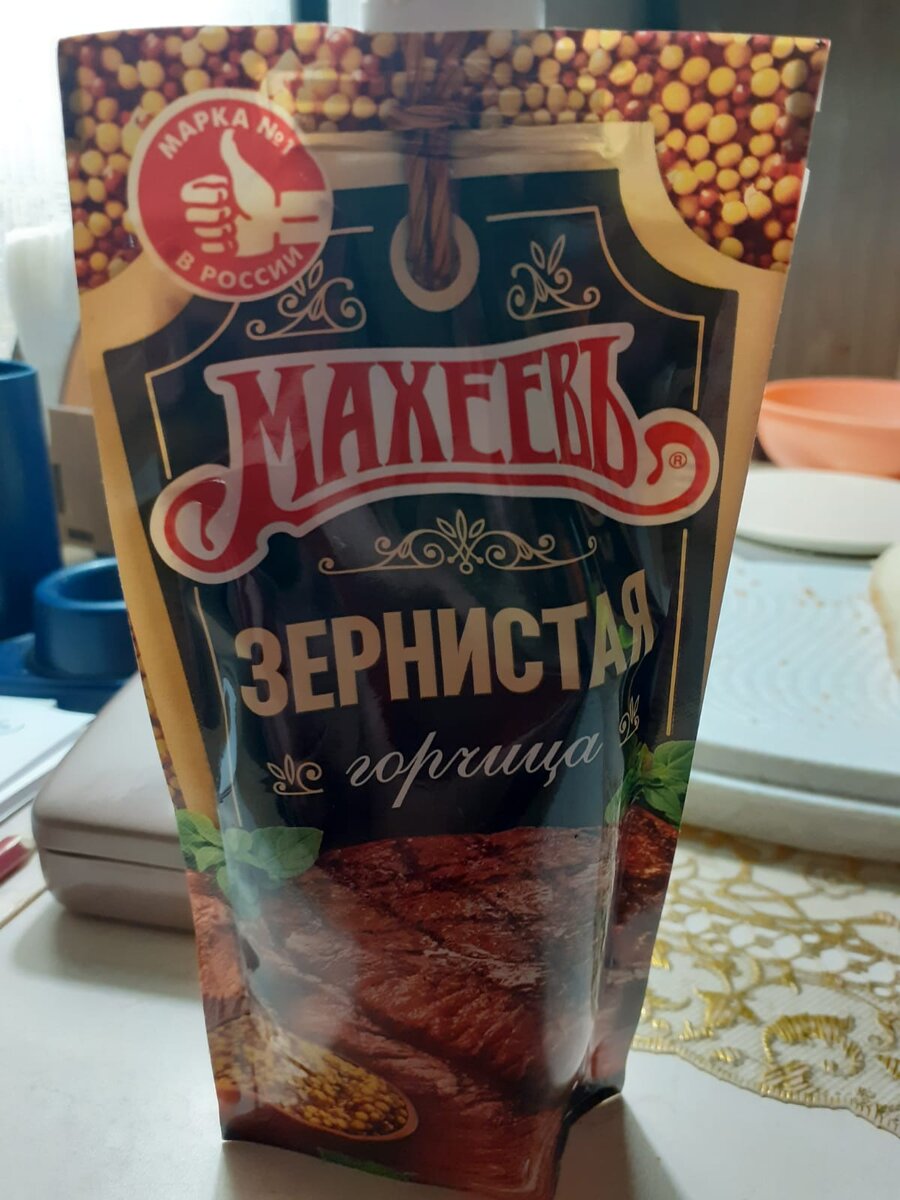 МАРКА №1
В РОССИИ
МАХЕЕВЪ
®
ЗЕРНИСТАЯ
горчица